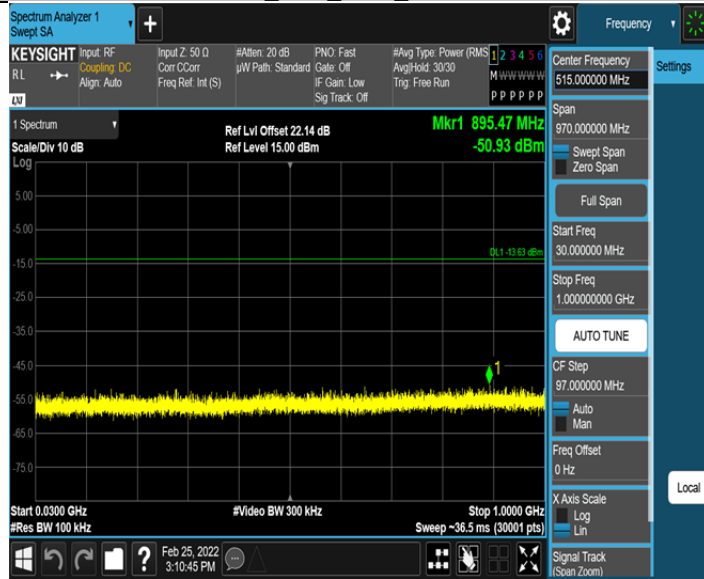 Spectrum Analyzer 1
Swept SA
Frequency
KEYSIGHT
RL
LXI
Input: RF
Coupling: DC
Align: Auto
Input Z: 50 Ω
Corr CCorr
Freq Ref: Int (S)
#Atten: 20 dB
µW Path: Standard
PNO: Fast
Gate: Off
IF Gain: Low
Sig Track: Off
#Avg Type: Power (RMS
Avg|Hold: 30/30
Trig: Free Run
1 2 3 4 5 6
M W W W W W
P P P P P P
Center Frequency
515.000000 MHz
Settings
1 Spectrum
Scale/Div 10 dB
Log
Ref Lvl Offset 22.14 dB
Ref Level 15.00 dBm
Mkr1 895.47 MHz
-50.93 dBm
Span
970.000000 MHz
Swept Span
Zero Span
Full Span
Start Freq
30.000000 MHz
Stop Freq
1.000000000 GHz
AUTO TUNE
CF Step
97.000000 MHz
Auto
Man
Freq Offset
0 Hz
X Axis Scale
Log
Lin
Signal Track
(Span Zoom)
Local
5.00
-5.00
DL1 -13.63 dBm
-15.0
-25.0
-35.0
-45.0
1
-55.0
-65.0
-75.0
Start 0.0300 GHz
#Res BW 100 kHz
#Video BW 300 kHz
Stop 1.0000 GHz
Sweep ~36.5 ms (30001 pts)
?
Feb 25, 2022
3:10:45 PM